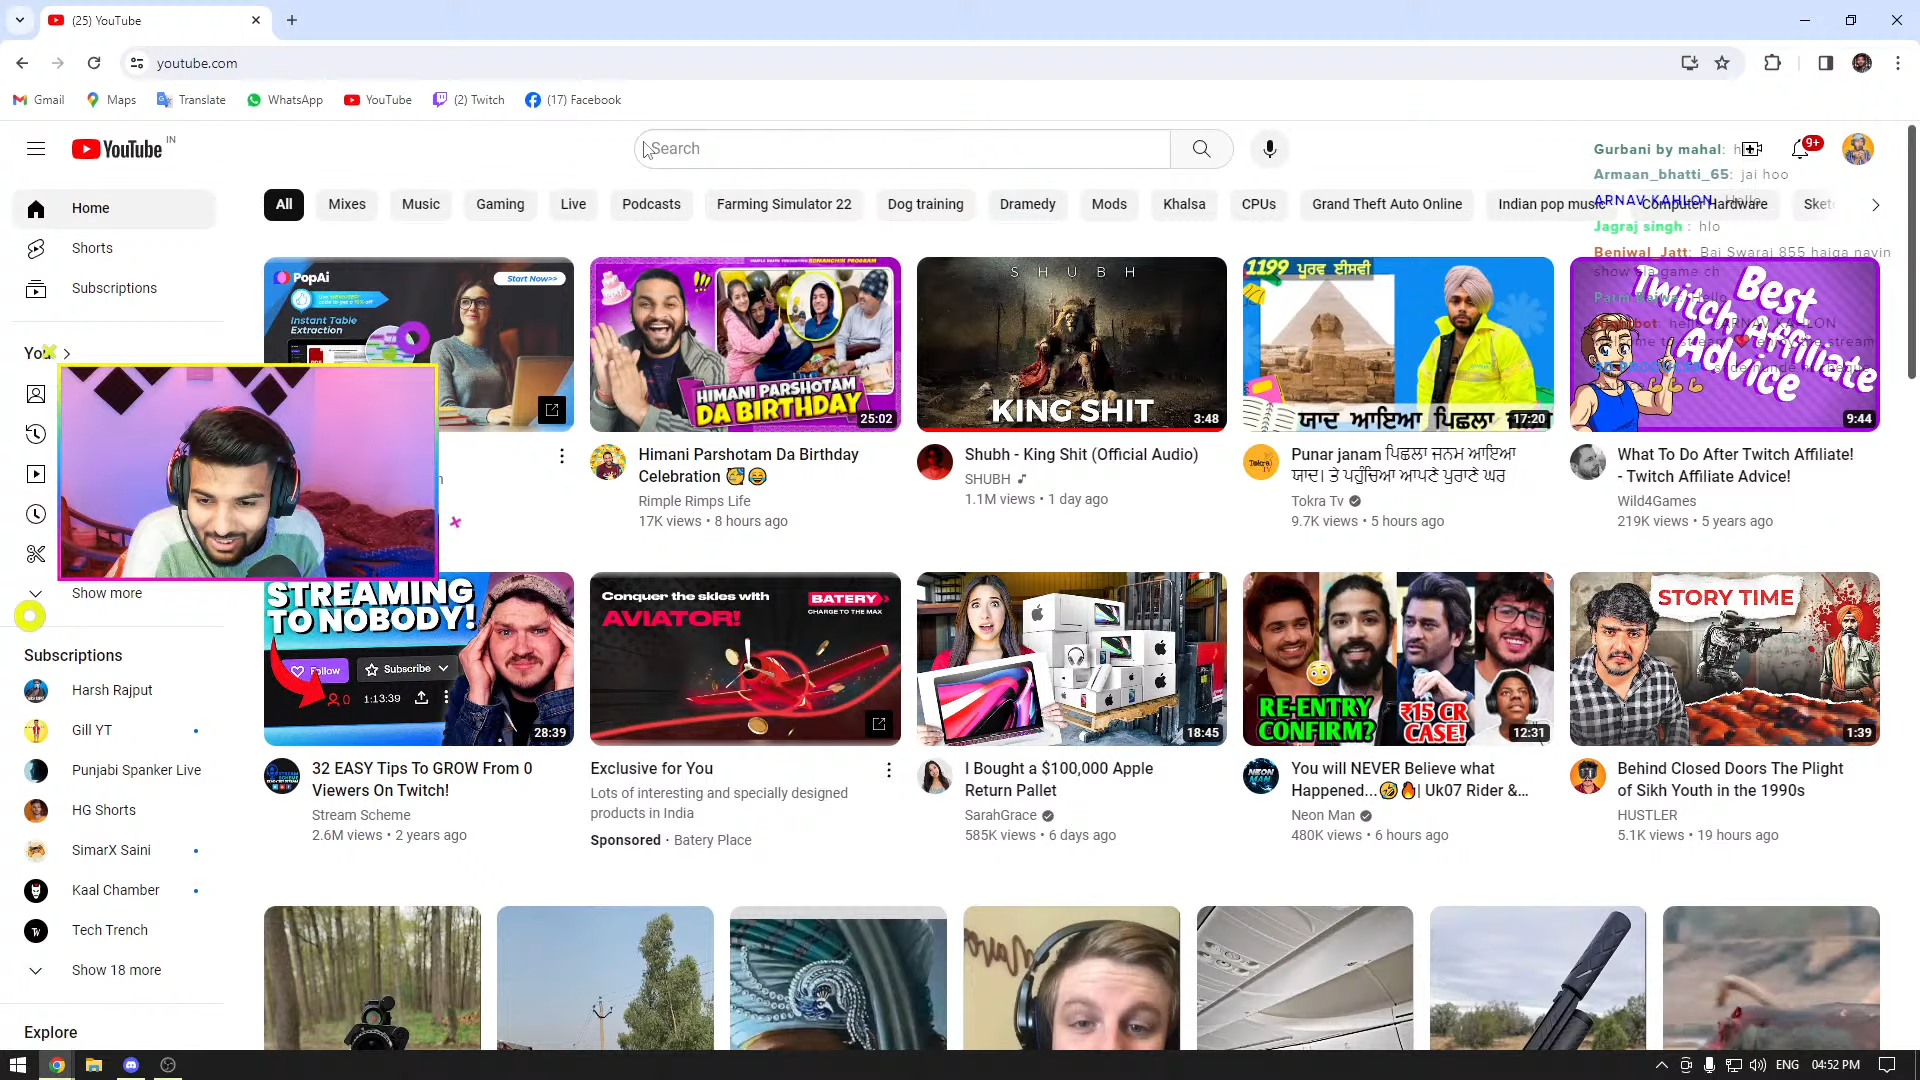 (25) YouTube
youtube.com
Gmail
Maps
Translate
WhatsApp
YouTube
(2) Twitch
(17) Facebook
YouTube IN
Search
9+
Gurbani by mahal:
Armaan_bhatti_65: jai hoo
ARNAV KAHLON
Jagraj singh : hlo
Beniwal_Jatt: Bai Swaraj 855 haiga navin
Home
Shorts
Subscriptions
All
Mixes
Music
Gaming
Live
Podcasts
Farming Simulator 22
Dog training
Dramedy
Mods
Khalsa
CPUs
Grand Theft Auto Online
Indian pop music
Computer Hardware
PopAi
Start Now>>
Instant Table
Extraction
HIMANI PARSHOTAM
DA BIRTHDAY
25:02
SHUBH
KING SHIT
3:48
1199 ਪੂਰਵ ਈਸਵੀ
ਯਾਦ ਆਇਆ ਪਿਛਲਾ
17:20
Best
Twitch Affiliate
Advice
9:44
Himani Parshotam Da Birthday
Celebration 🥰😂
Rimple Rimps Life
17K views • 8 hours ago
Shubh - King Shit (Official Audio)
SHUBH
1.1M views • 1 day ago
Punar janam ਪਿਛਲਾ ਜਨਮ ਆਇਆ
ਯਾਦ। ਤੇ ਪਹੁੰਚਿਆ ਆਪਣੇ ਪੁਰਾਣੇ ਘਰ
Tokra Tv
9.7K views • 5 hours ago
What To Do After Twitch Affiliate!
- Twitch Affiliate Advice!
Wild4Games
219K views • 5 years ago
Show more
STREAMING
TO NOBODY!
Follow
Subscribe
0
1:13:39
28:39
Conquer the skies with
AVIATOR!
BATERY
CHARGE TO THE MAX
18:45
RE-ENTRY
CONFIRM?
₹15 CR
CASE!
12:31
STORY TIME
1:39
32 EASY Tips To GROW From 0
Viewers On Twitch!
Stream Scheme
2.6M views • 2 years ago
Exclusive for You
Lots of interesting and specially designed
products in India
Sponsored · Batery Place
I Bought a $100,000 Apple
Return Pallet
SarahGrace
585K views • 6 days ago
You will NEVER Believe what
Happened...🤣🔥| Uk07 Rider &...
Neon Man
480K views • 6 hours ago
Behind Closed Doors The Plight
of Sikh Youth in the 1990s
HUSTLER
5.1K views • 19 hours ago
Subscriptions
Harsh Rajput
Gill YT
Punjabi Spanker Live
HG Shorts
SimarX Saini
Kaal Chamber
Tech Trench
Show 18 more
Explore
ENG
04:52 PM